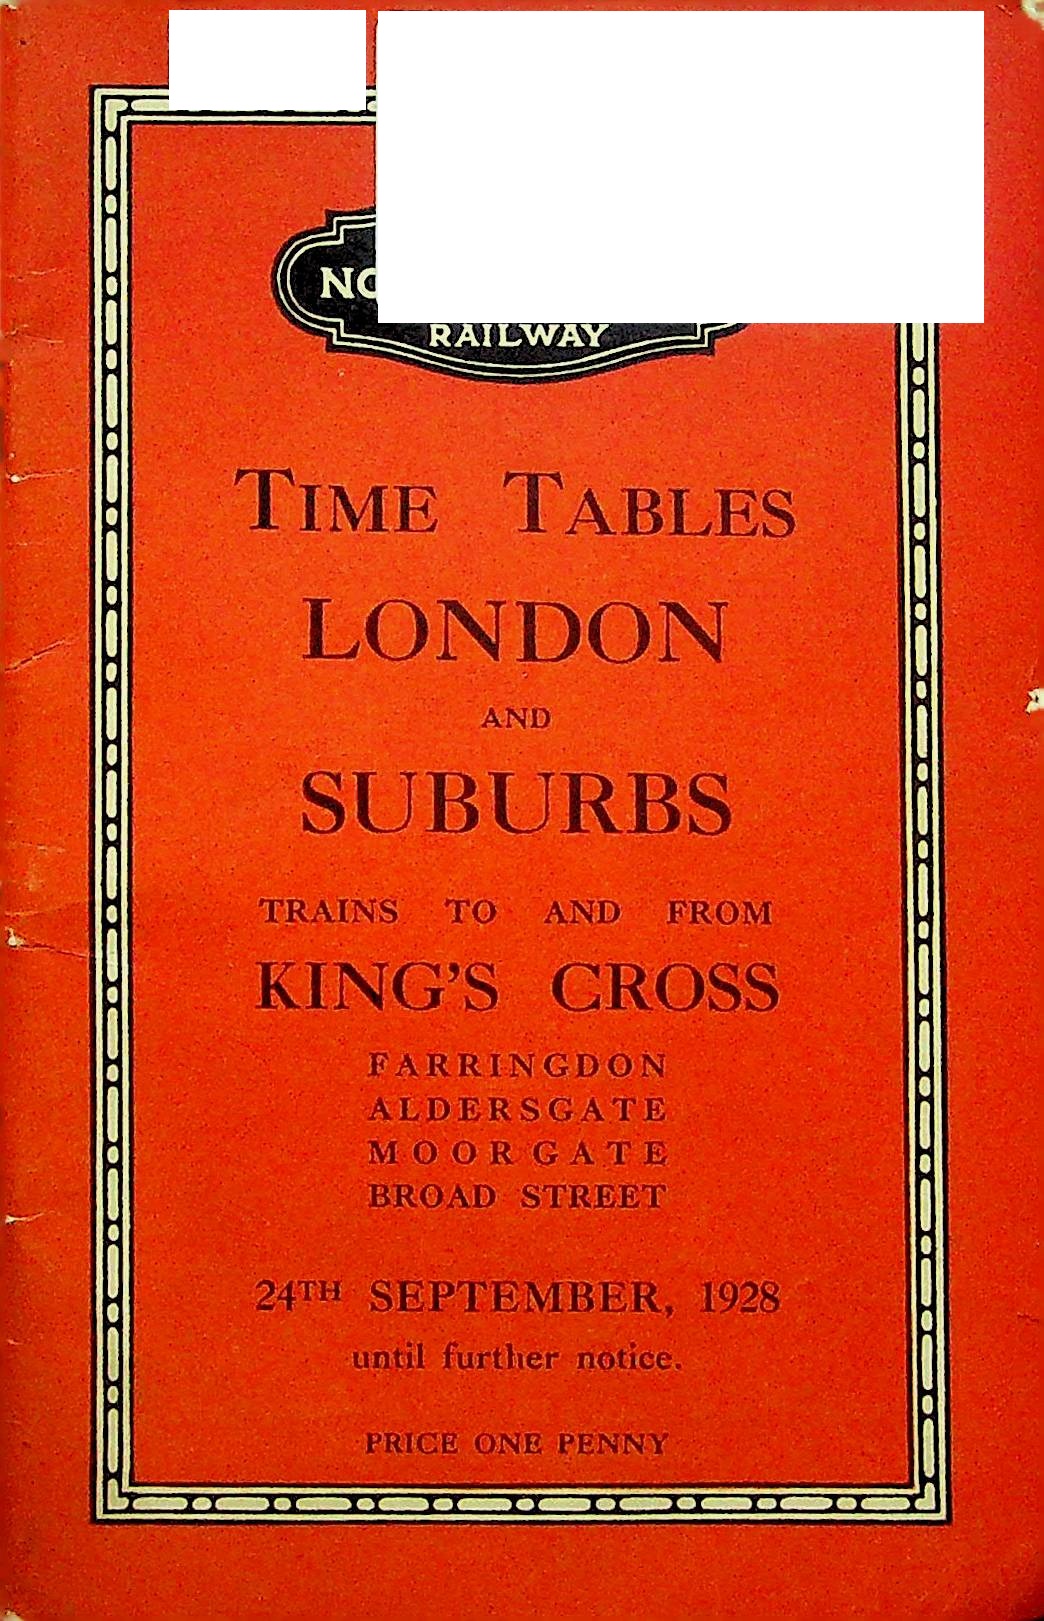 RAILWAY
TIME TABLES
LONDON
AND
SUBURBS
TRAINS TO AND FROM
KING'S CROSS
FARRINGDON
ALDERSGATE
MOORGATE
BROAD STREET
24TH SEPTEMBER, 1928
until further notice.
PRICE ONE PENNY